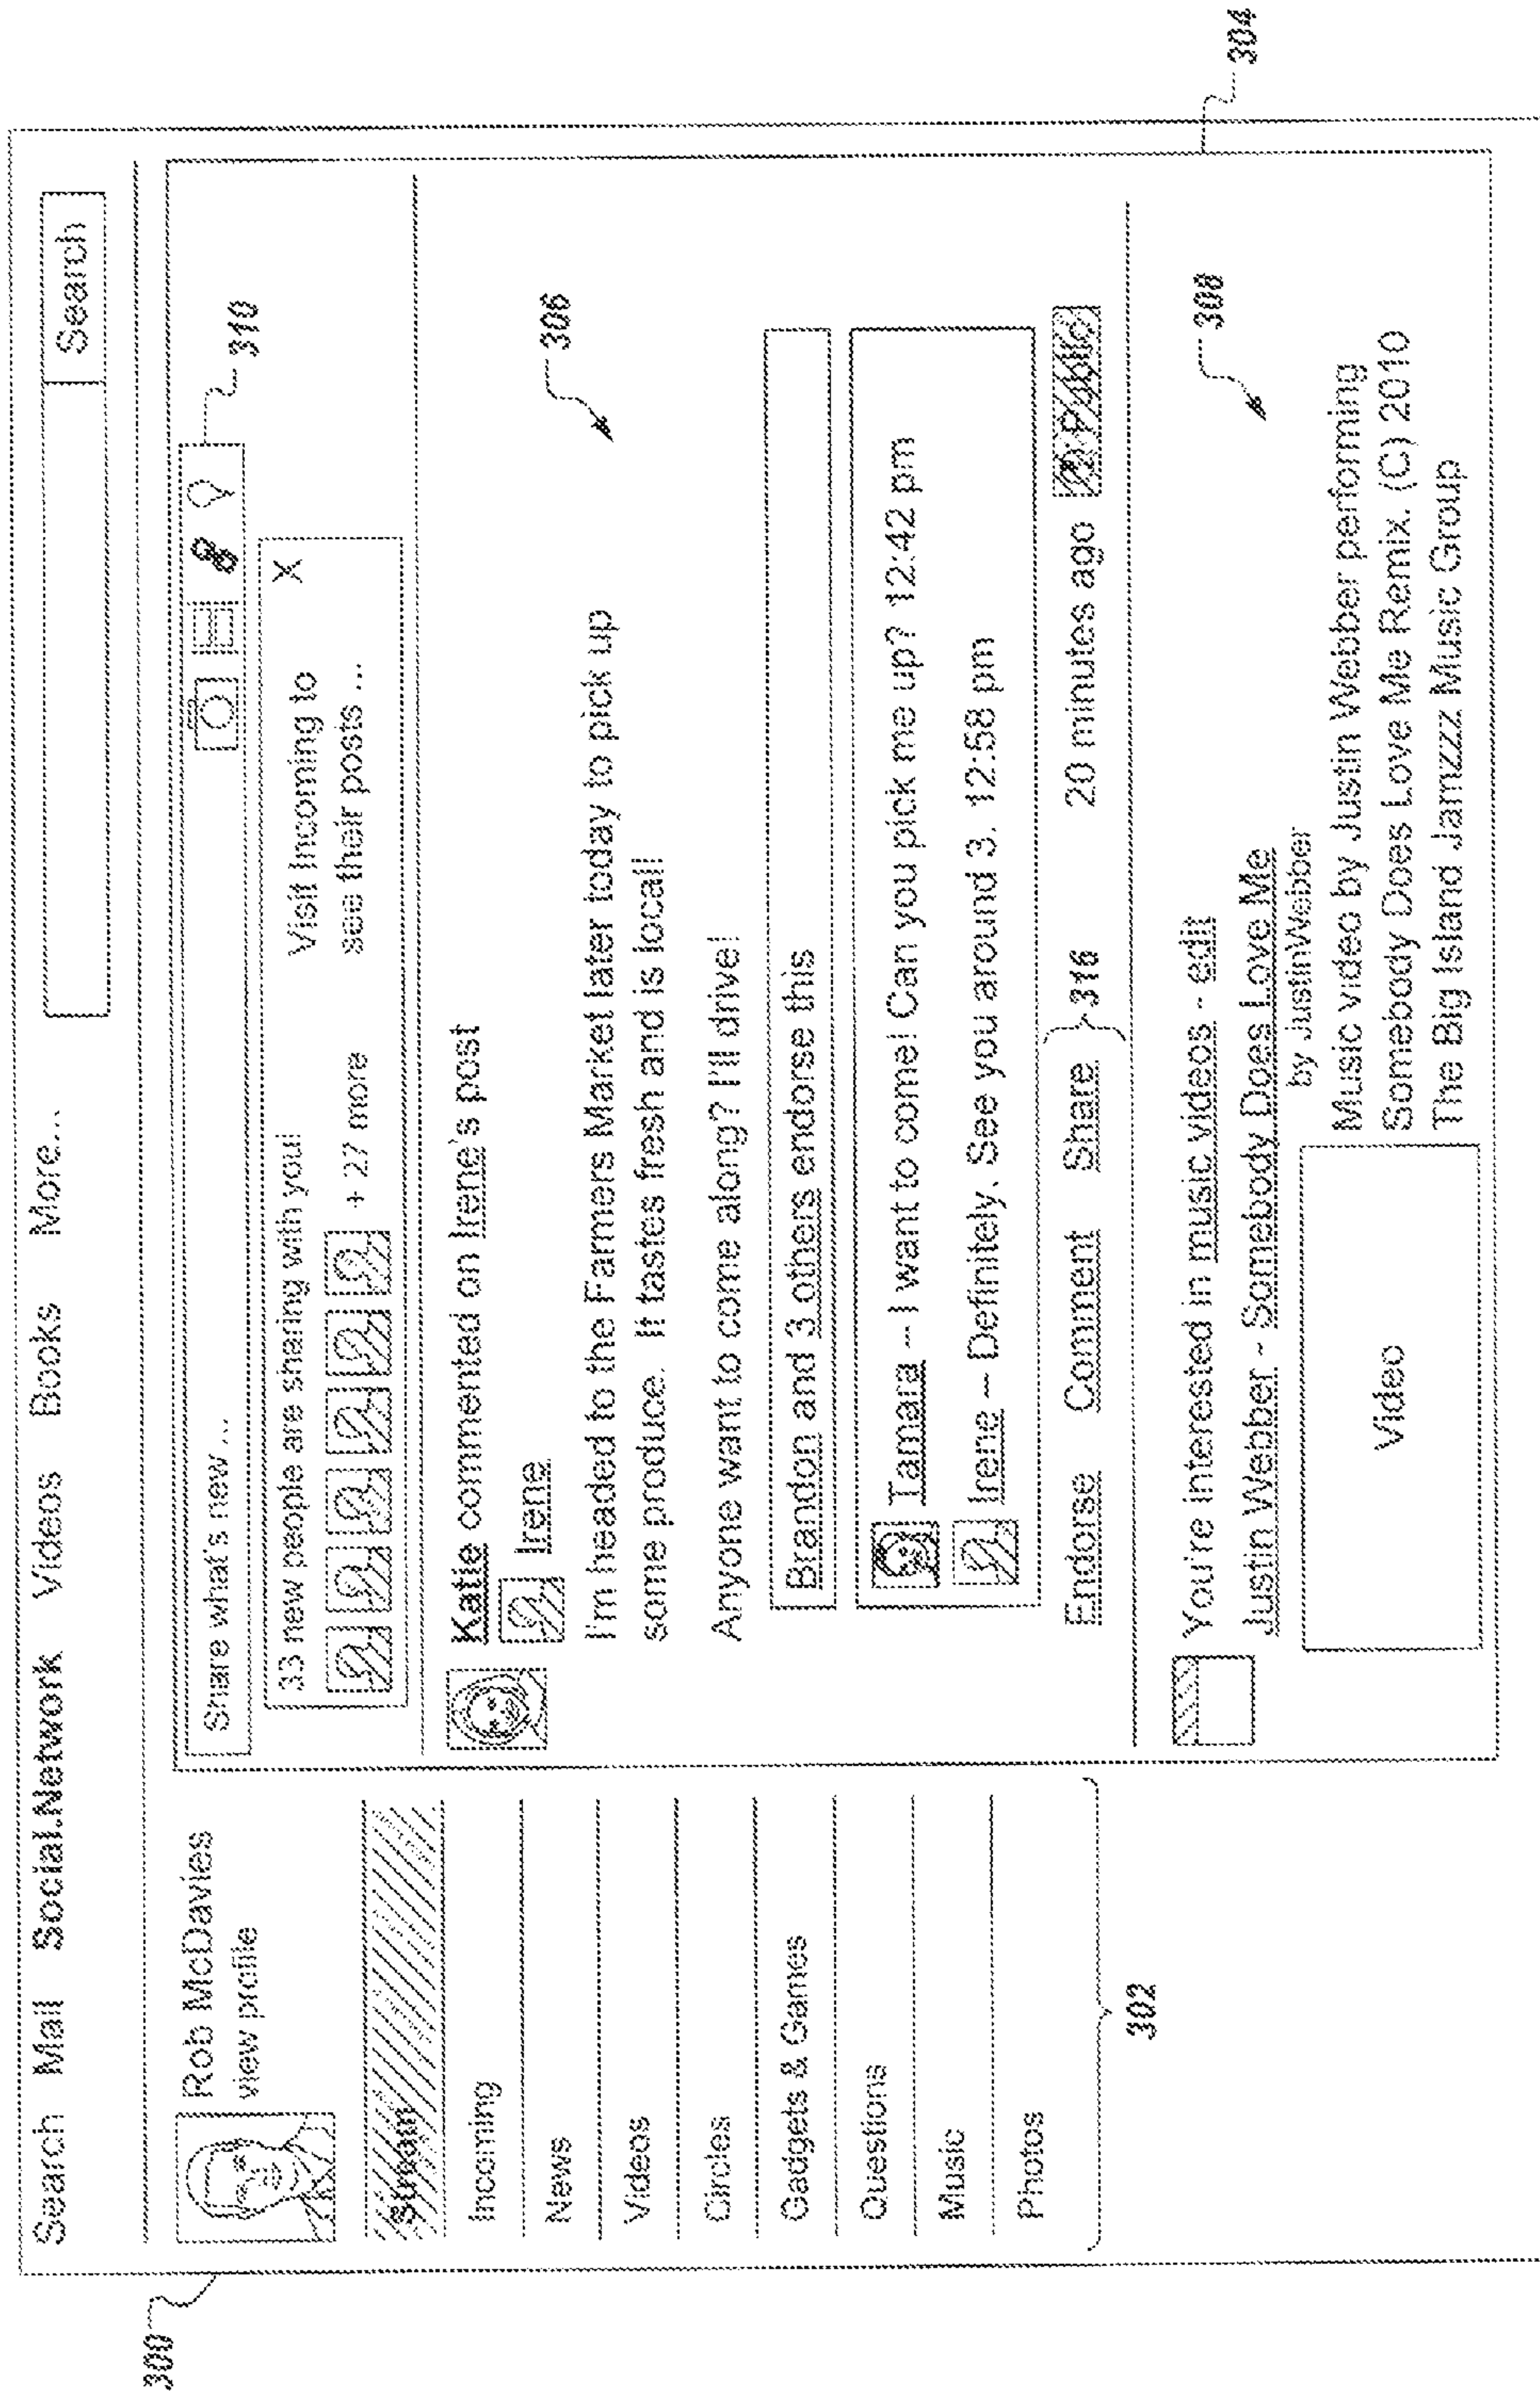 300
Search Mail Social.Network Videos Books More...
Search
Rob McDavies
view profile
Stream
Incoming
News
Videos
Circles
Gadgets & Games
Questions
Music
Photos
302
Share what's new ...
310
33 new people are sharing with you!
+ 27 more
Visit Incoming to
see their posts ...
X
Katie commented on Irene's post
Irene
306
I'm headed to the Farmers Market later today to pick up
some produce. It tastes fresh and is local!
Anyone want to come along? I'll drive!
Brandon and 3 others endorse this
Tamara -- I want to come! Can you pick me up? 12:42 pm
Irene -- Definitely. See you around 3. 12:58 pm
Endorse Comment Share 316 20 minutes ago Public
You're interested in music videos - edit
308
Justin Webber - Somebody Does Love Me
by JustinWebber
Video
Music video by Justin Webber performing
Somebody Does Love Me Remix. (C) 2010
The Big Island Jamzzz Music Group
304